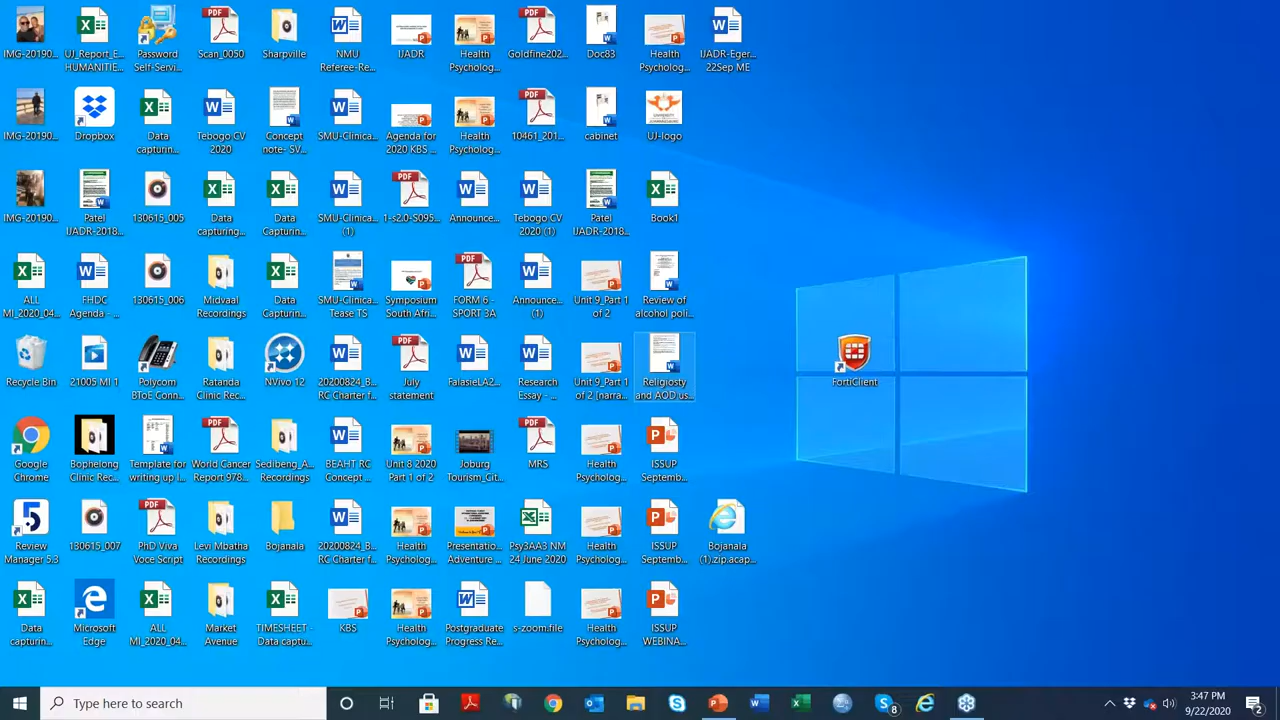 IMG-20190...
UJ_Report_E...
HUMANITIE...
Password
Self-Servi...
Scan_0050
Sharpville
NMU
Referee-Re...
IJADR
Health
Psycholog...
Goldfine202...
Doc83
Health
Psycholog...
IJADR-Eger...
22Sep ME
IMG-20190...
Dropbox
Data
capturin...
Tebogo CV
2020
Concept
note- SV...
SMU-Clinica...
Agenda for
2020 KBS ...
Health
Psycholog...
10461_201...
cabinet
UJ-logo
IMG-20190...
Patel
IJADR-2018...
130615_005
Data
capturing...
Data
Capturin...
SMU-Clinica...
(1)
1-s2.0-S095...
Announce...
Tebogo CV
2020 (1)
Patel
IJADR-2018...
Book1
ALL
MI_2020_04...
FHDC
Agenda - ...
130615_006
Midvaal
Recordings
Data
Capturin...
SMU-Clinica...
Tease TS
Symposium
South Afri...
FORM 6 -
SPORT 3A
Announce...
(1)
Unit 9_Part 1
of 2
Review of
alcohol poli...
Recycle Bin
21005 MI 1
Polycom
BToE Conn...
Ratanda
Clinic Rec...
NVivo 12
20200824_B...
RC Charter f...
July
statement
FalasieLA2...
Research
Essay - ...
Unit 9_Part 1
of 2 [narra...
Religiosty
and AOD us...
FortiClient
Google
Chrome
Bophelong
Clinic Rec...
Template for
writing up I...
World Cancer
Report 978...
Sedibeng_A...
Recordings
BEAHT RC
Concept ...
Unit 8 2020
Part 1 of 2
Joburg
Tourism_Cit...
MRS
Health
Psycholog...
ISSUP
Septemb...
Review
Manager 5.3
130615_007
PhD Viva
Voce Script
Levi Mbatha
Recordings
Bojanala
20200824_B...
RC Charter f...
Health
Psycholog...
Presentatio...
Adventure ...
Psy3AA3 NM
24 June 2020
Health
Psycholog...
ISSUP
Septemb...
Bojanala
(1).zip.acap...
Data
capturin...
Microsoft
Edge
ALL
MI_2020_04...
Market
Avenue
TIMESHEET -
Data captu...
KBS
Health
Psycholog...
Postgraduate
Progress Re...
s-zoom.file
Health
Psycholog...
ISSUP
WEBINA...
Type here to search
8
3:47 PM
9/22/2020
2